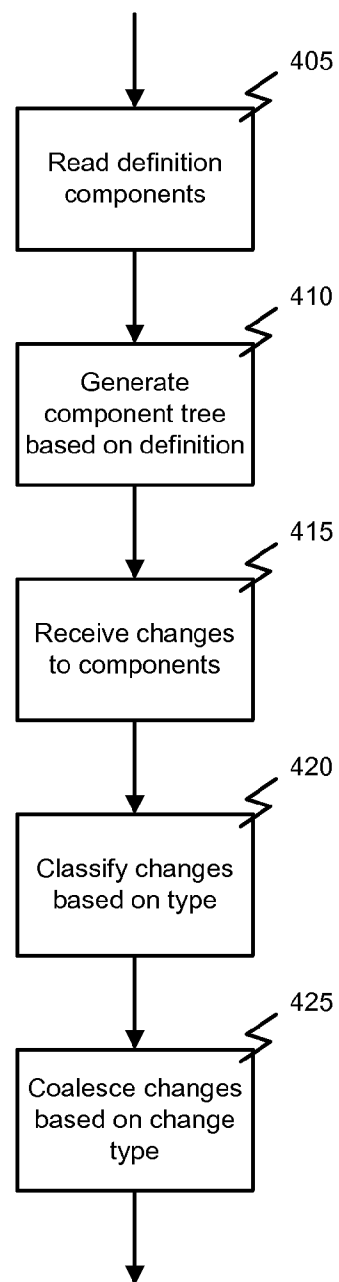 405
Read definition
components
410
Generate
component tree
based on definition
415
Receive changes
to components
420
Classify changes
based on type
425
Coalesce changes
based on change
type